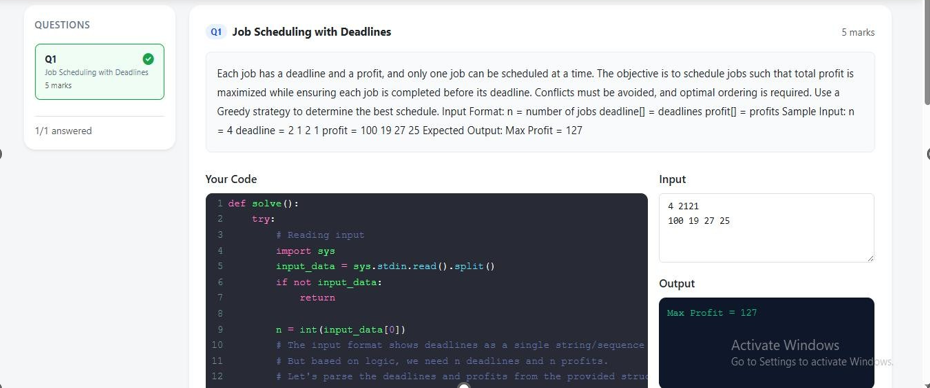 QUESTIONS
Q1
Job Scheduling with Deadlines
5 marks
1/1 answered
Q1 Job Scheduling with Deadlines
5 marks
Each job has a deadline and a profit, and only one job can be scheduled at a time. The objective is to schedule jobs such that total profit is
maximized while ensuring each job is completed before its deadline. Conflicts must be avoided, and optimal ordering is required. Use a
Greedy strategy to determine the best schedule. Input Format: n = number of jobs deadline[] = deadlines profit[] = profits Sample Input: n
= 4 deadline = 2 1 2 1 profit = 100 19 27 25 Expected Output: Max Profit = 127
Your Code
1 def solve():
2 try:
3 # Reading input
4 import sys
5 input_data = sys.stdin.read().split()
6 if not input_data:
7 return
8
9 n = int(input_data[0])
10 # The input format shows deadlines as a single string/sequence
11 # But based on logic, we need n deadlines and n profits.
12 # Let's parse the deadlines and profits from the provided struc
Input
4 2121
100 19 27 25
Output
Max Profit = 127
Activate Windows
Go to Settings to activate Windows.